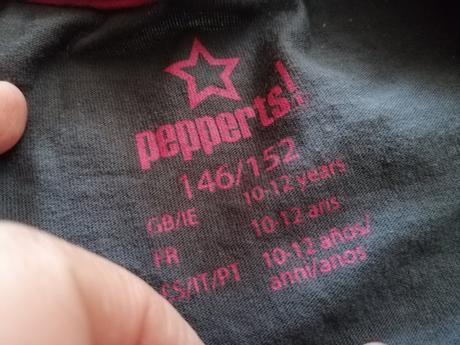 pepperts!
146/152
GB/IE 10-12 years
FR 10-12 ans
ES/IT/PT 10-12 años/
anni/anos